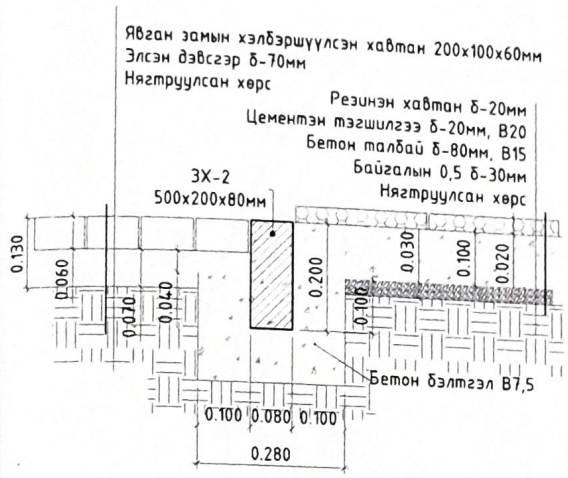 Явган замын хэлбэршүүлсэн хавтан 200x100x60мм
Элсэн дэвсгэр δ-70мм
Нягтруулсан хөрс
Резинэн хавтан δ-20мм
Цементэн тэгшилгээ δ-20мм, В20
Бетон талбай δ-80мм, В15
Байгалын 0,5 δ-30мм
Нягтруулсан хөрс
ЗХ-2
500x200x80мм
0.130
0.060
0.070
0.040
0.200
0.030
0.100
0.020
0.100
Бетон бэлтгэл В7,5
0.100 0.080 0.100
0.280